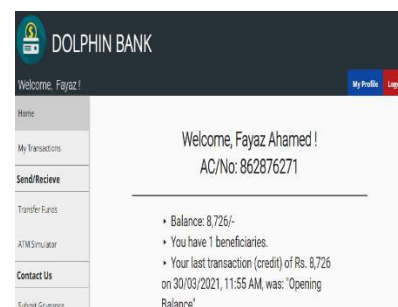 DOLPHIN BANK
Welcome, Fayaz !
My Profile
Home
My Transactions
Send/Recieve
Transfer Funds
ATM Simulator
Contact Us
Submit Grievance
Welcome, Fayaz Ahamed !
AC/No: 862876271
‣ Balance: 8,726/-
‣ You have 1 beneficiaries.
‣ Your last transaction (credit) of Rs. 8,726
on 30/03/2021, 11:55 AM, was: "Opening
Balance"